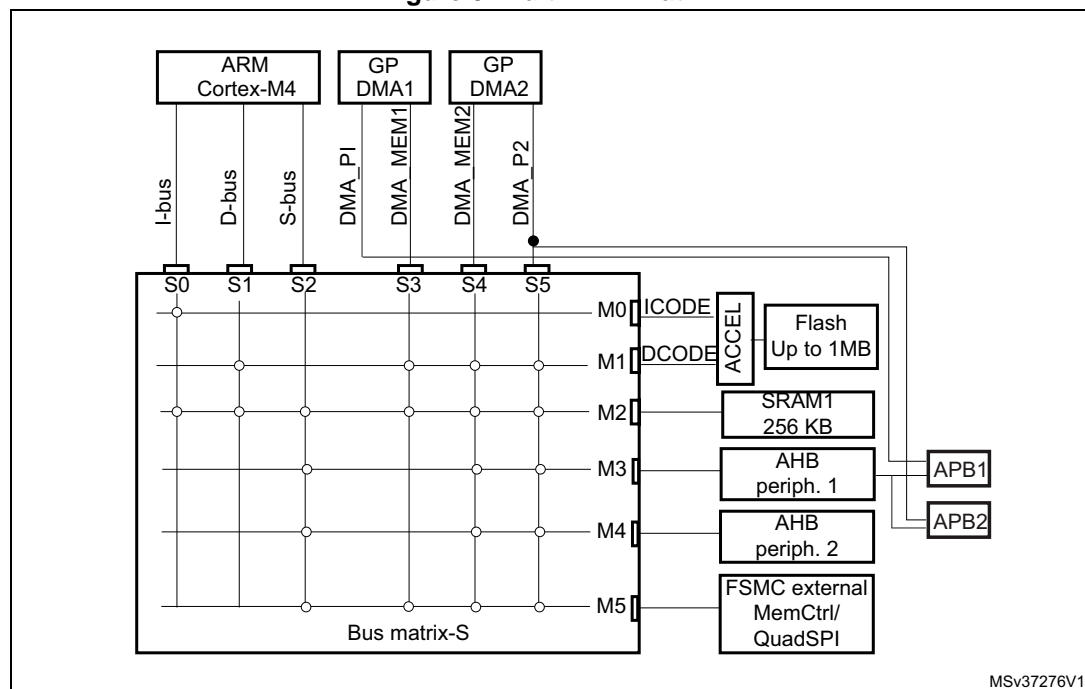 ARM
Cortex-M4
GP
DMA1
GP
DMA2
I-bus
D-bus
S-bus
DMA_PI
DMA_MEM1
DMA_MEM2
DMA_P2
S0 S1 S2 S3 S4 S5
M0 ICODE
M1 DCODE
ACCEL
Flash
Up to 1MB
M2
SRAM1
256 KB
M3
AHB
periph. 1
APB1
M4
AHB
periph. 2
APB2
M5
FSMC external
MemCtrl/
QuadSPI
Bus matrix-S
MSv37276V1